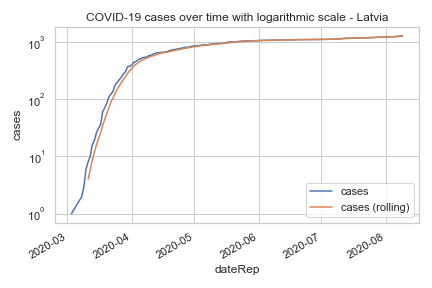 COVID-19 cases over time with logarithmic scale - Latvia
10³
10²
10¹
10⁰
cases
cases
cases (rolling)
2020-03
2020-04
2020-05
2020-06
2020-07
2020-08
dateRep